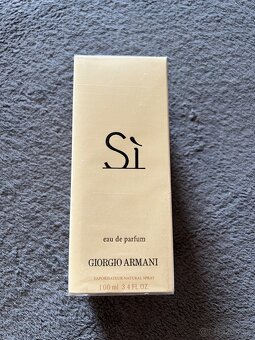 Sì
eau de parfum
GIORGIO ARMANI
VAPORISATEUR NATURAL SPRAY
100 ml 3.4 FL.OZ